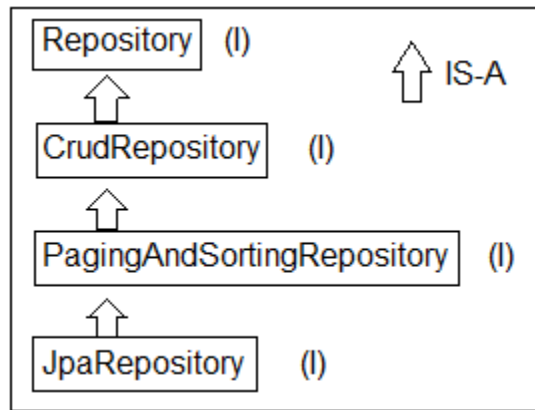 Repository (I)
IS-A
CrudRepository (I)
PagingAndSortingRepository (I)
JpaRepository (I)